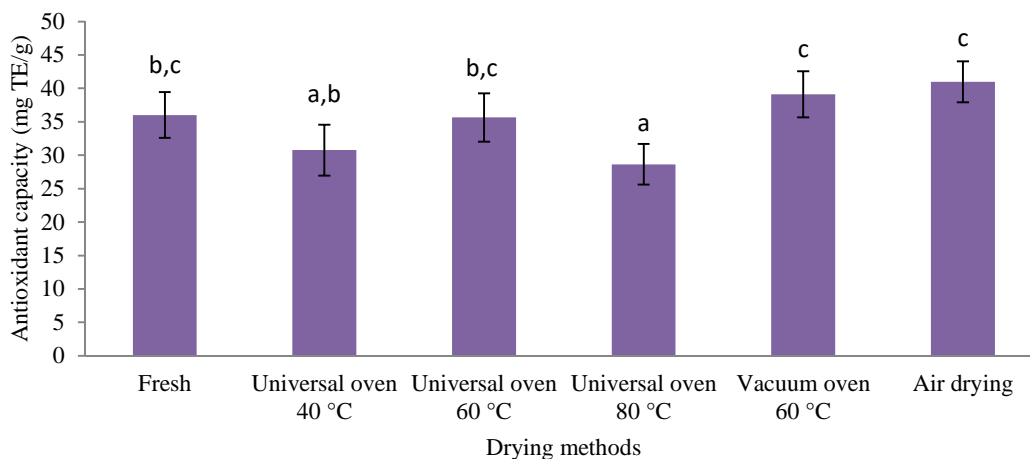 Antioxidant capacity (mg TE/g)
50
45
40
35
30
25
20
15
10
5
0
b,c
a,b
b,c
a
c
c
Fresh
Universal oven
40 °C
Universal oven
60 °C
Universal oven
80 °C
Vacuum oven
60 °C
Air drying
Drying methods